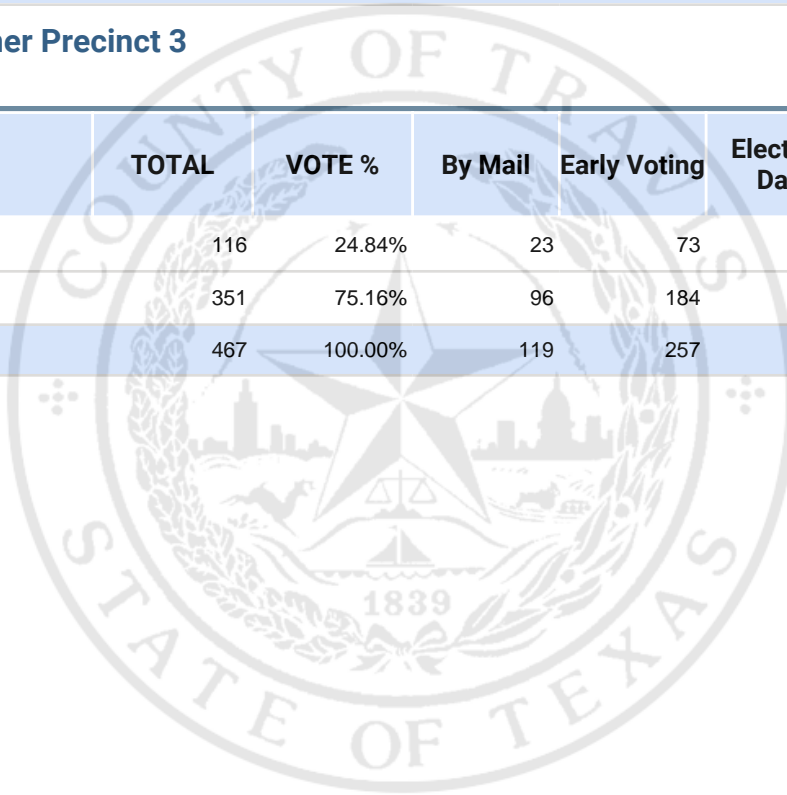 ner Precinct 3
TOTAL VOTE % By Mail Early Voting Elect
Da
116 24.84% 23 73
351 75.16% 96 184
467 100.00% 119 257
COUNTY OF TRAVIS
1839
STATE OF TEXAS